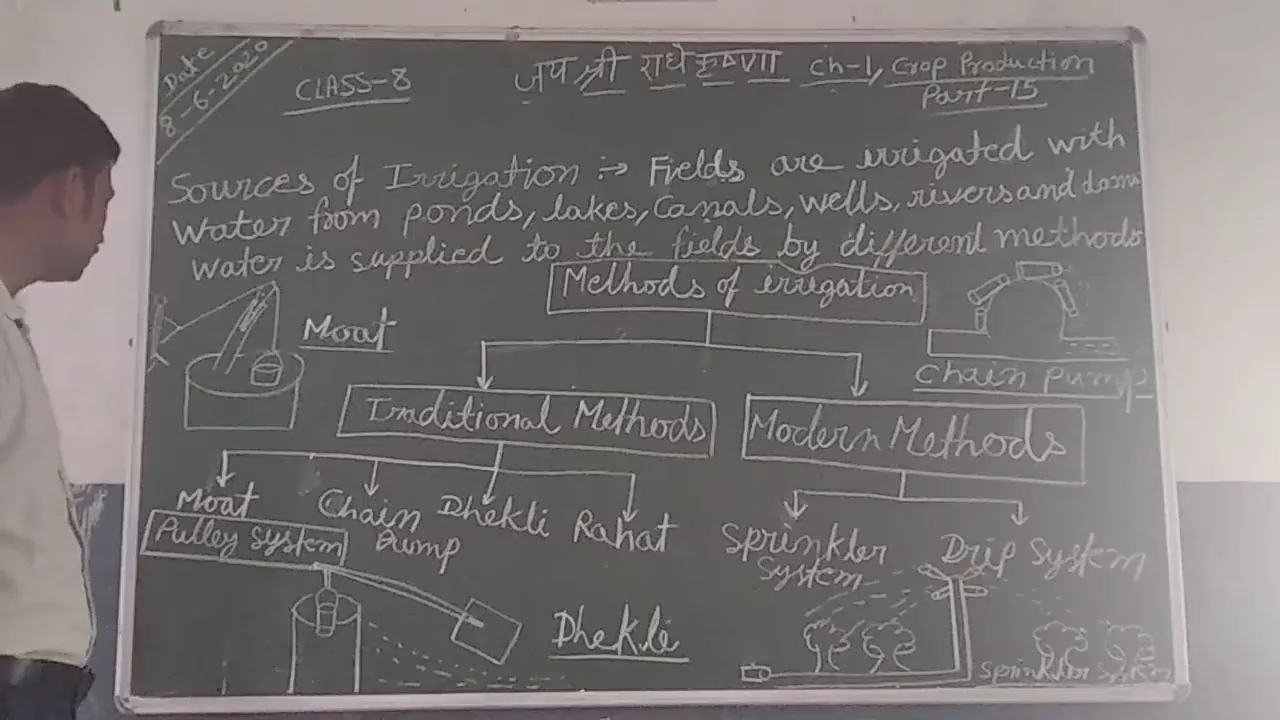 Date
8-6-2020
CLASS-8
जय श्री राधे कृष्णा
Ch-1, Crop Production
Part-15
Sources of Irrigation :→ Fields are irrigated with
Water from ponds, lakes, Canals, wells, rivers and dams
Water is supplied to the fields by different methods
Methods of irrigation
Moat
Chain pump
Traditional Methods
Modern Methods
Moat
Pulley system
Chain
Pump
Dhekli
Rahat
Sprinkler
System
Drip System
Dhekli
Sprinkler System